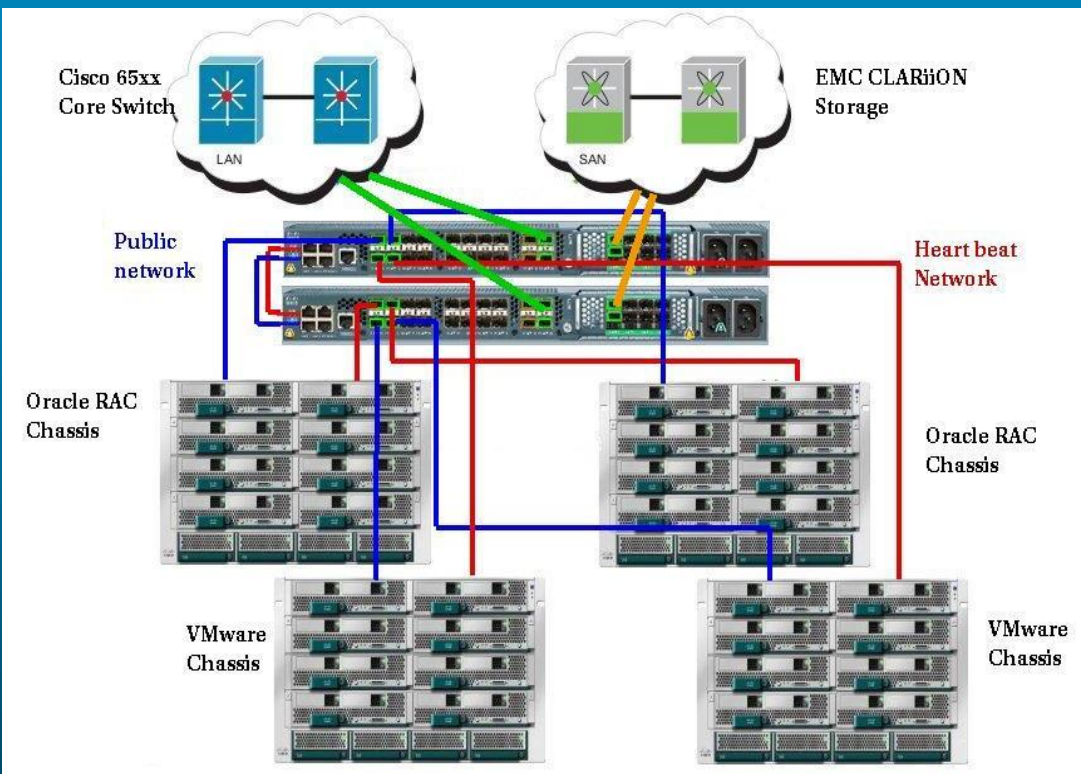 Cisco 65xx
Core Switch
LAN
SAN
EMC CLARiiON
Storage
Public
network
Heart beat
Network
Oracle RAC
Chassis
Oracle RAC
Chassis
VMware
Chassis
VMware
Chassis